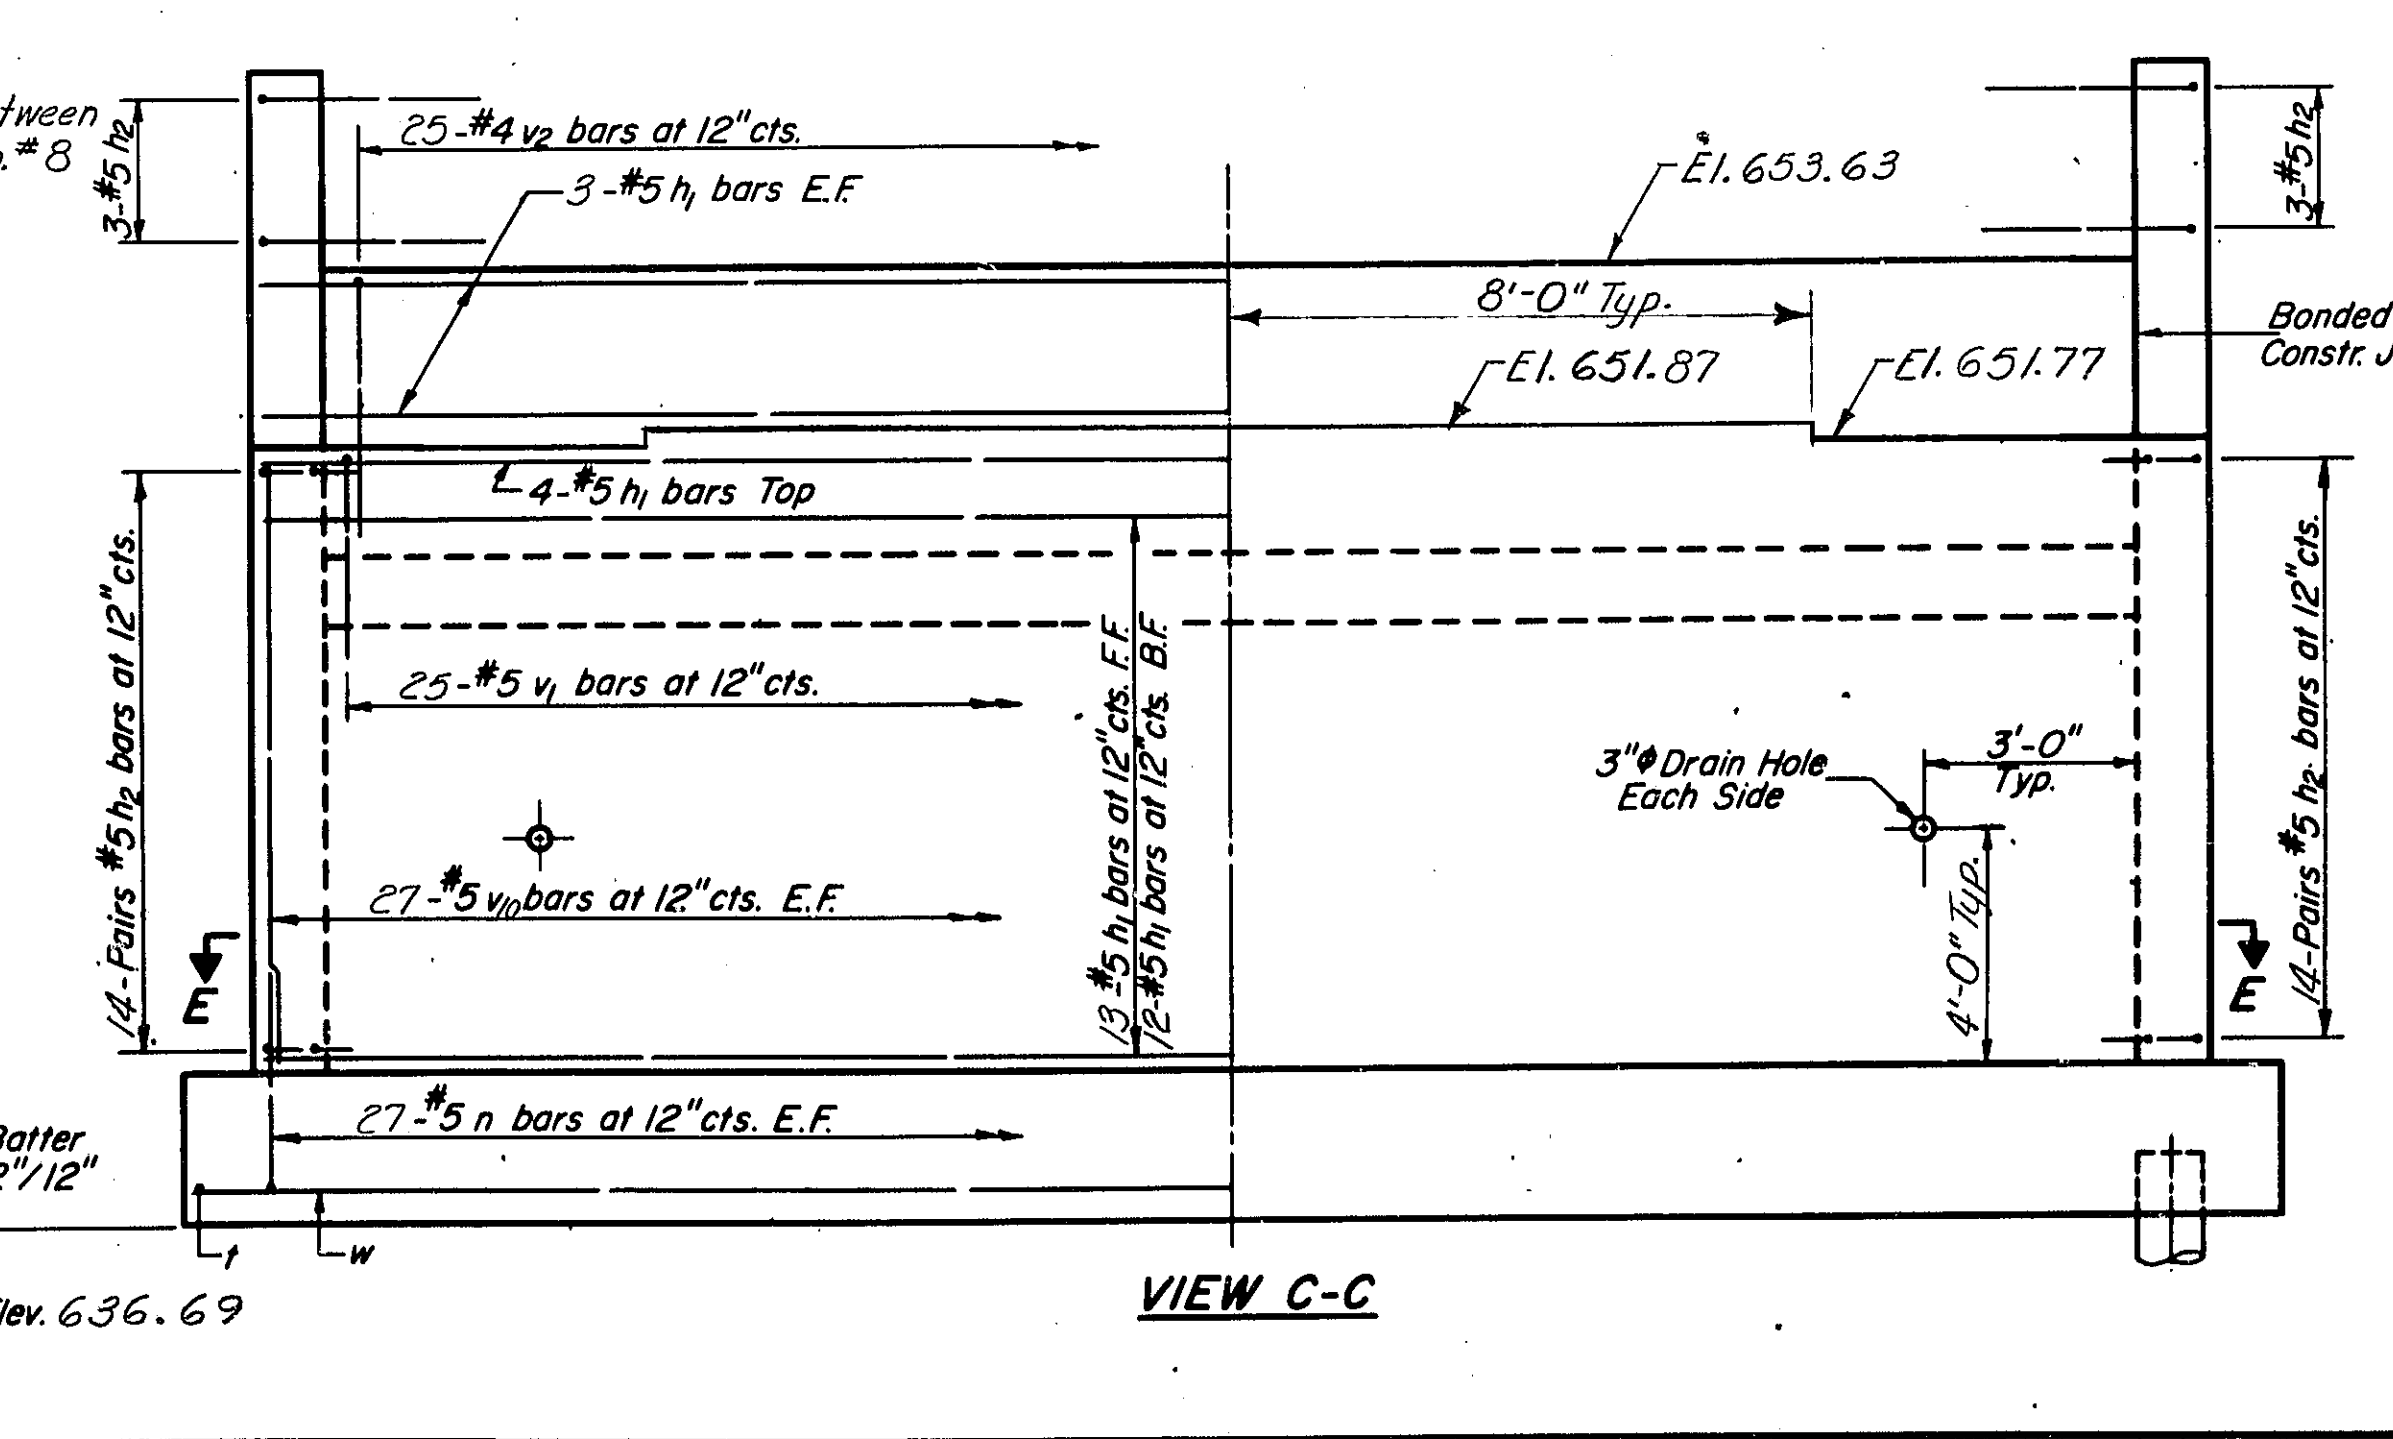 tween
#8
3-#5 h2
25-#4 v2 bars at 12"cts.
3-#5 h1 bars E.F.
El. 653.63
3-#5 h2
8'-0" Typ.
El. 651.87
El. 651.77
Bonded
Constr. J
4-#5 h1 bars Top
14-Pairs #5 h2 bars at 12"cts.
25-#5 v1 bars at 12"cts.
13-#5 h1 bars at 12"cts. F.F.
12-#5 h1 bars at 12"cts. B.F.
3"ϕ Drain Hole
Each Side
3'-0"
Typ.
14-Pairs #5 h2 bars at 12"cts.
27-#5 v10 bars at 12"cts. E.F.
4'-0" Typ.
E
E
27-#5 n bars at 12"cts. E.F.
Batter
2"/12"
t
w
VIEW C-C
lev. 636.69